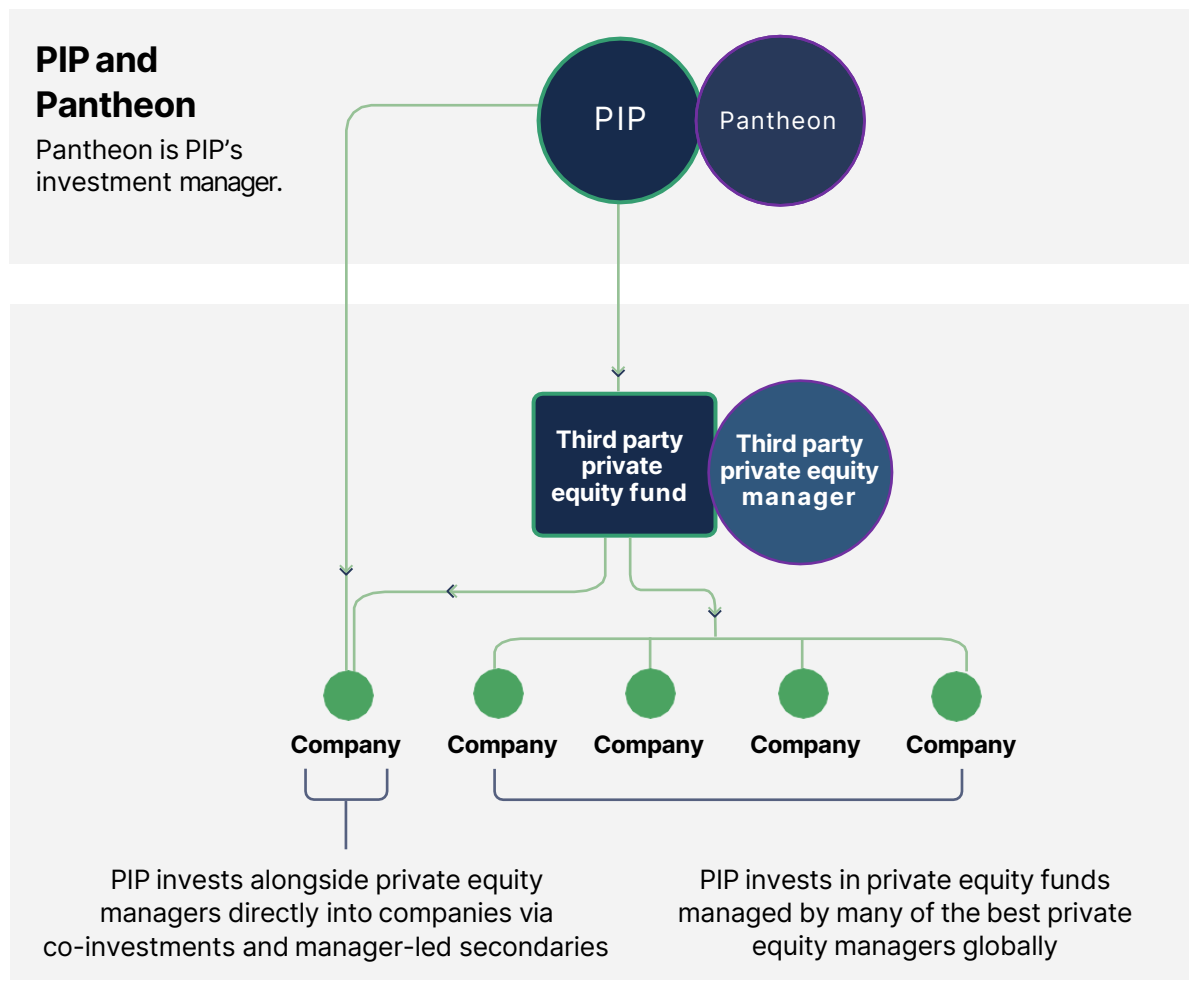 PIP and
Pantheon
Pantheon is PIP’s
investment manager.
PIP
Pantheon
Third party
private
equity fund
Third party
private equity
manager
Company
Company
Company
Company
Company
PIP invests alongside private equity
managers directly into companies via
co-investments and manager-led secondaries
PIP invests in private equity funds
managed by many of the best private
equity managers globally